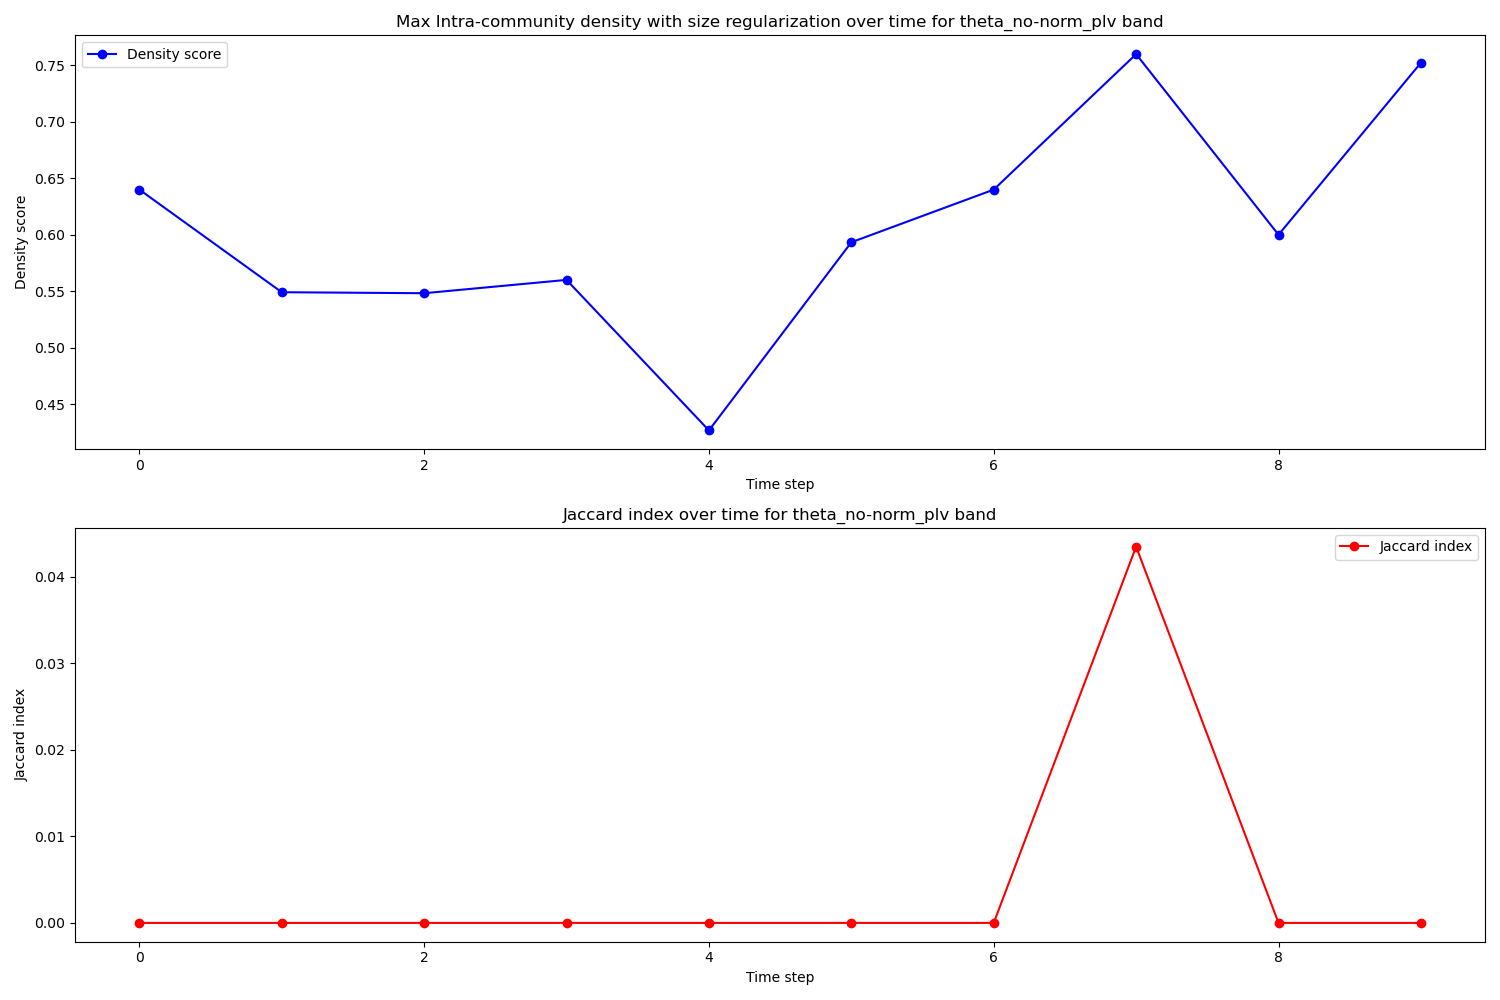 Max Intra-community density with size regularization over time for theta_no-norm_plv band
Density score
0.75
0.70
0.65
0.60
0.55
0.50
0.45
Density score
0
2
4
6
8
Time step
Jaccard index over time for theta_no-norm_plv band
Jaccard index
0.04
0.03
0.02
0.01
0.00
Jaccard index
0
2
4
6
8
Time step